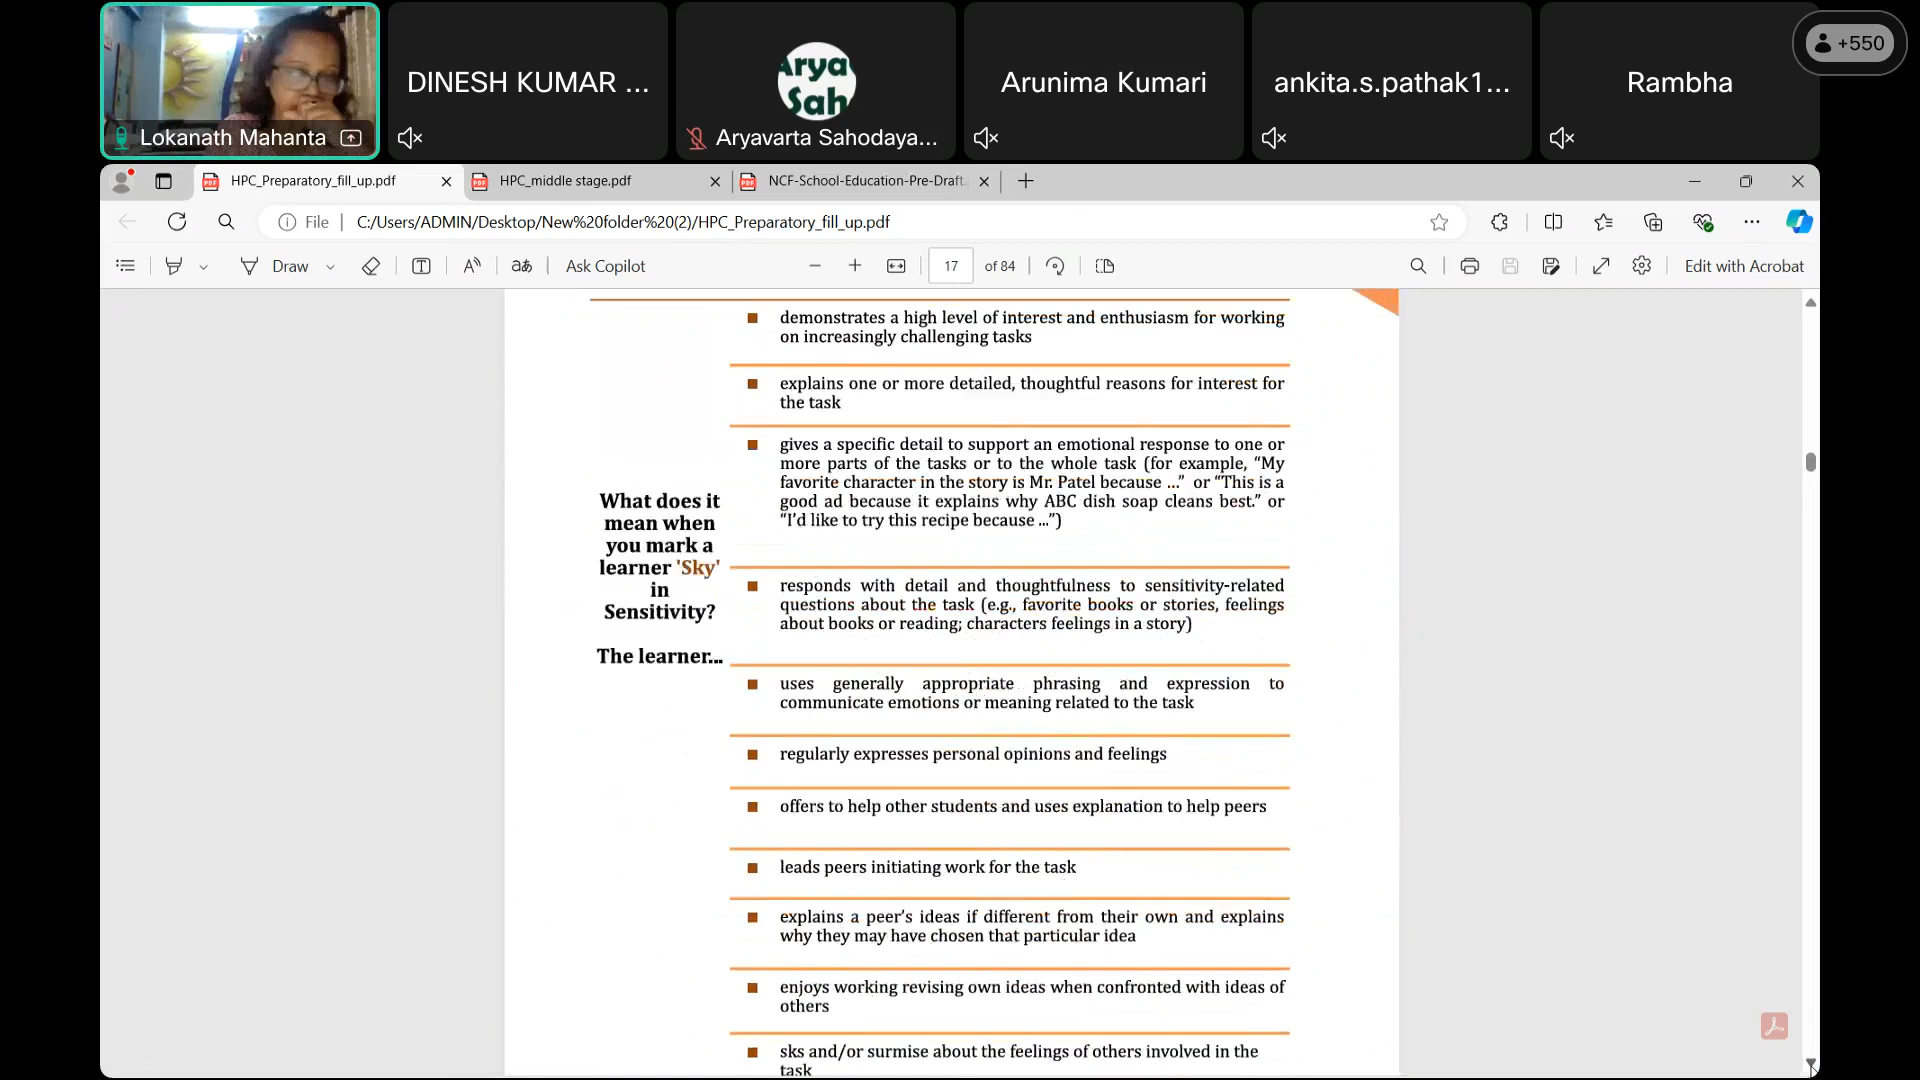 DINESH KUMAR ...
Arya
Sah
Arunima Kumari
ankita.s.pathak1...
Rambha
+550
Lokanath Mahanta
Aryavarta Sahodaya...
HPC_Preparatory_fill_up.pdf
HPC_middle stage.pdf
NCF-School-Education-Pre-Draft.
File
C:/Users/ADMIN/Desktop/New%20folder%20(2)/HPC_Preparatory_fill_up.pdf
Draw
Ask Copilot
17
of 84
Edit with Acrobat
What does it
mean when
you mark a
learner 'Sky'
in
Sensitivity?
The learner...
■ demonstrates a high level of interest and enthusiasm for working
on increasingly challenging tasks
■ explains one or more detailed, thoughtful reasons for interest for
the task
■ gives a specific detail to support an emotional response to one or
more parts of the tasks or to the whole task (for example, “My
favorite character in the story is Mr. Patel because ...” or “This is a
good ad because it explains why ABC dish soap cleans best.” or
“I’d like to try this recipe because ...”)
■ responds with detail and thoughtfulness to sensitivity-related
questions about the task (e.g., favorite books or stories, feelings
about books or reading; characters feelings in a story)
■ uses generally appropriate phrasing and expression to
communicate emotions or meaning related to the task
■ regularly expresses personal opinions and feelings
■ offers to help other students and uses explanation to help peers
■ leads peers initiating work for the task
■ explains a peer’s ideas if different from their own and explains
why they may have chosen that particular idea
■ enjoys working revising own ideas when confronted with ideas of
others
■ sks and/or surmise about the feelings of others involved in the
task